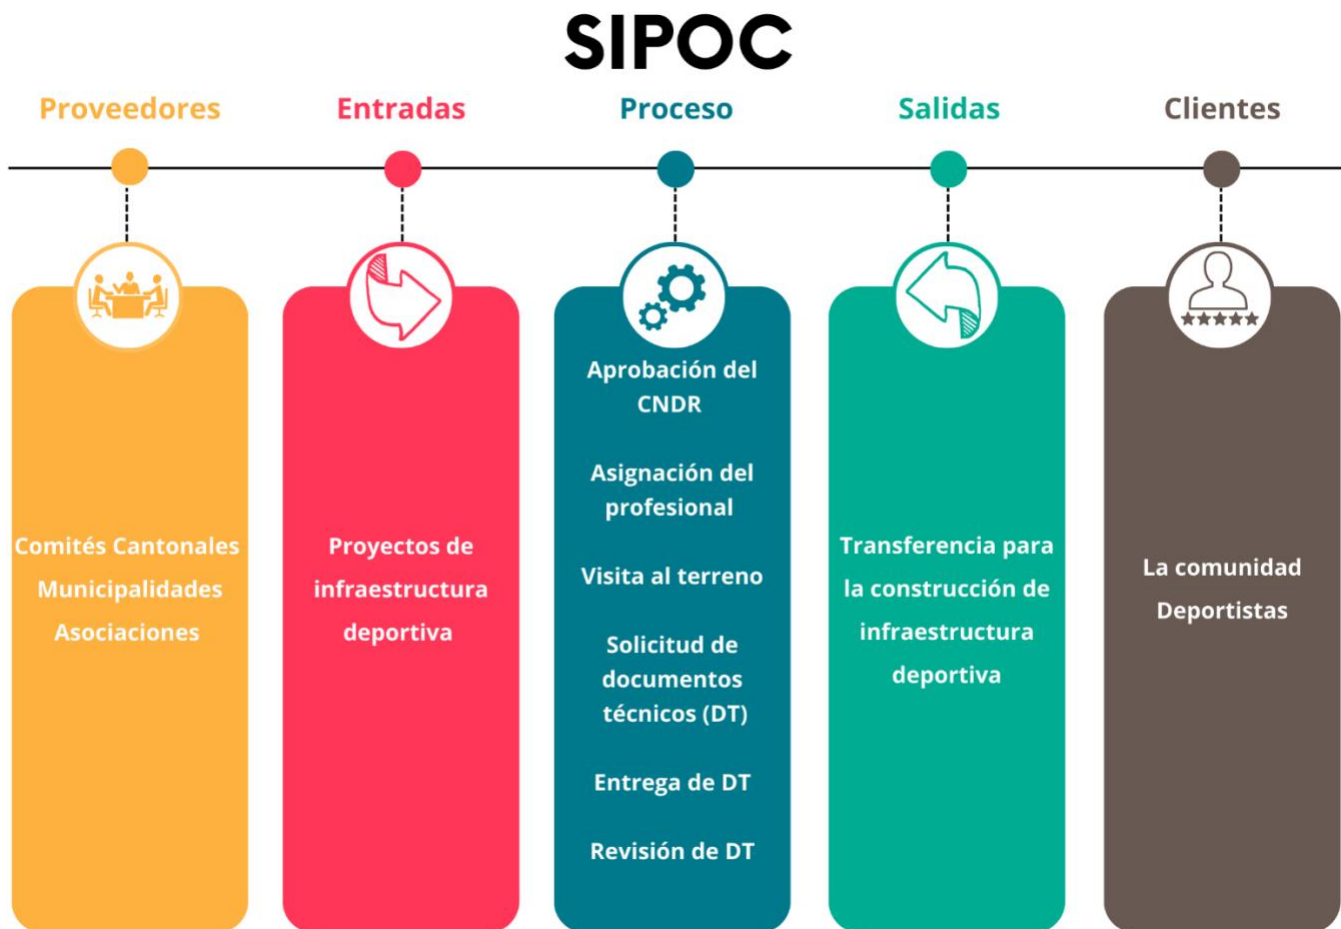 SIPOC
Proveedores
Entradas
Proceso
Salidas
Clientes
Comités Cantonales
Municipalidades
Asociaciones
Proyectos de
infraestructura
deportiva
Aprobación del
CNDR
Asignación del
profesional
Visita al terreno
Solicitud de
documentos
técnicos (DT)
Entrega de DT
Revisión de DT
Transferencia para
la construcción de
infraestructura
deportiva
La comunidad
Deportistas